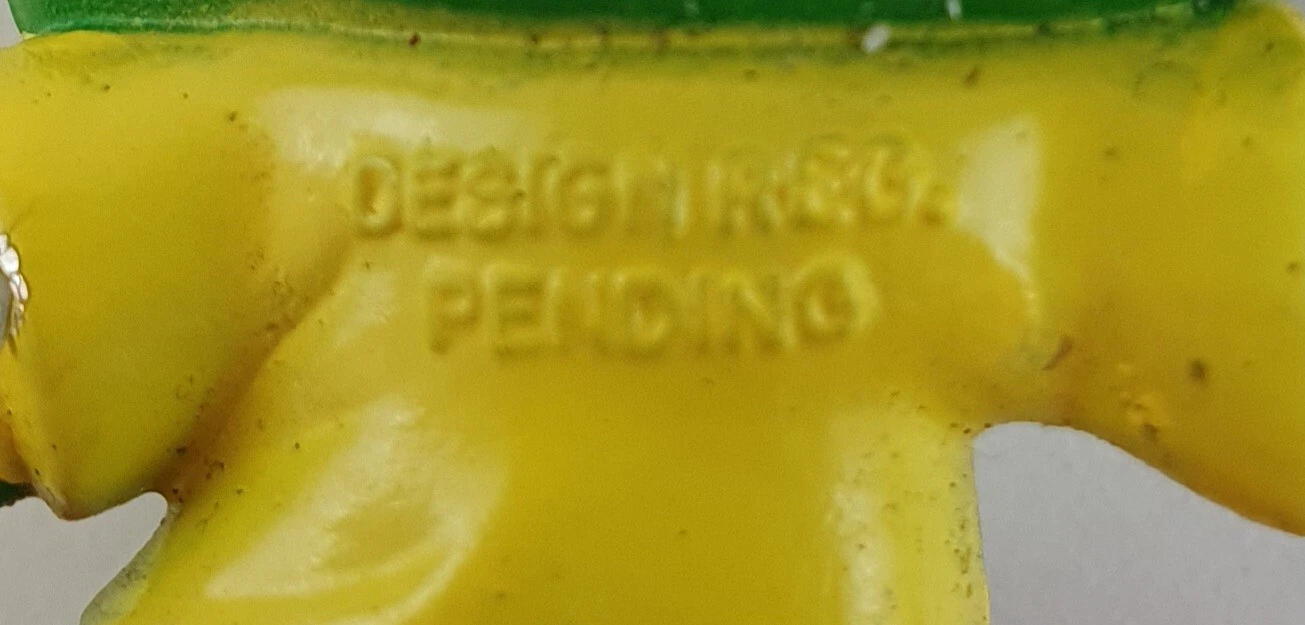 DESIGN REG.
PENDING